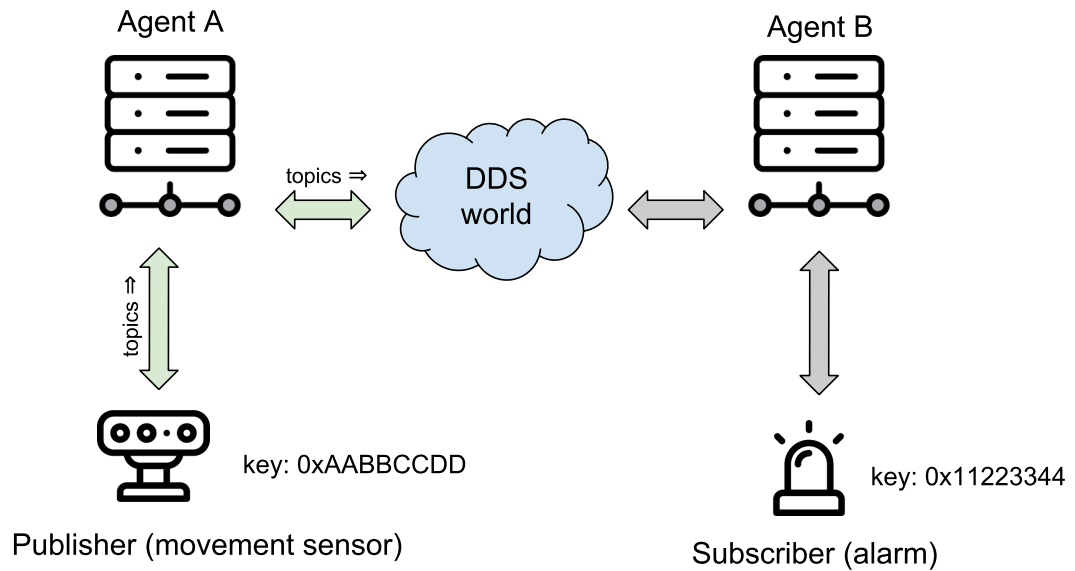 Agent A
Agent B
topics ⇒
DDS
world
topics ⇒
key: 0xAABBCCDD
key: 0x11223344
Publisher (movement sensor)
Subscriber (alarm)